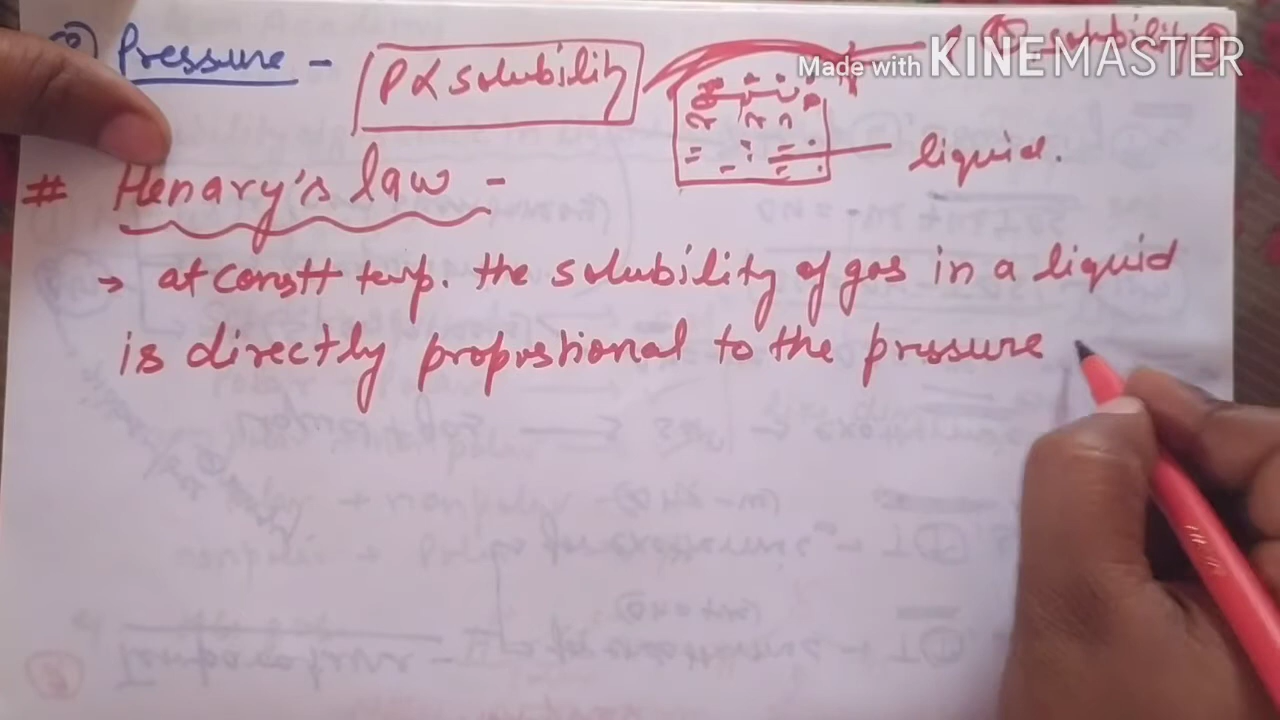 Pressure -
P ∝ solubility
solubility
Made with KINEMASTER
liquid.
# Henary's law -
→ at constt temp. the solubility of gas in a liquid
is directly proportional to the pressure